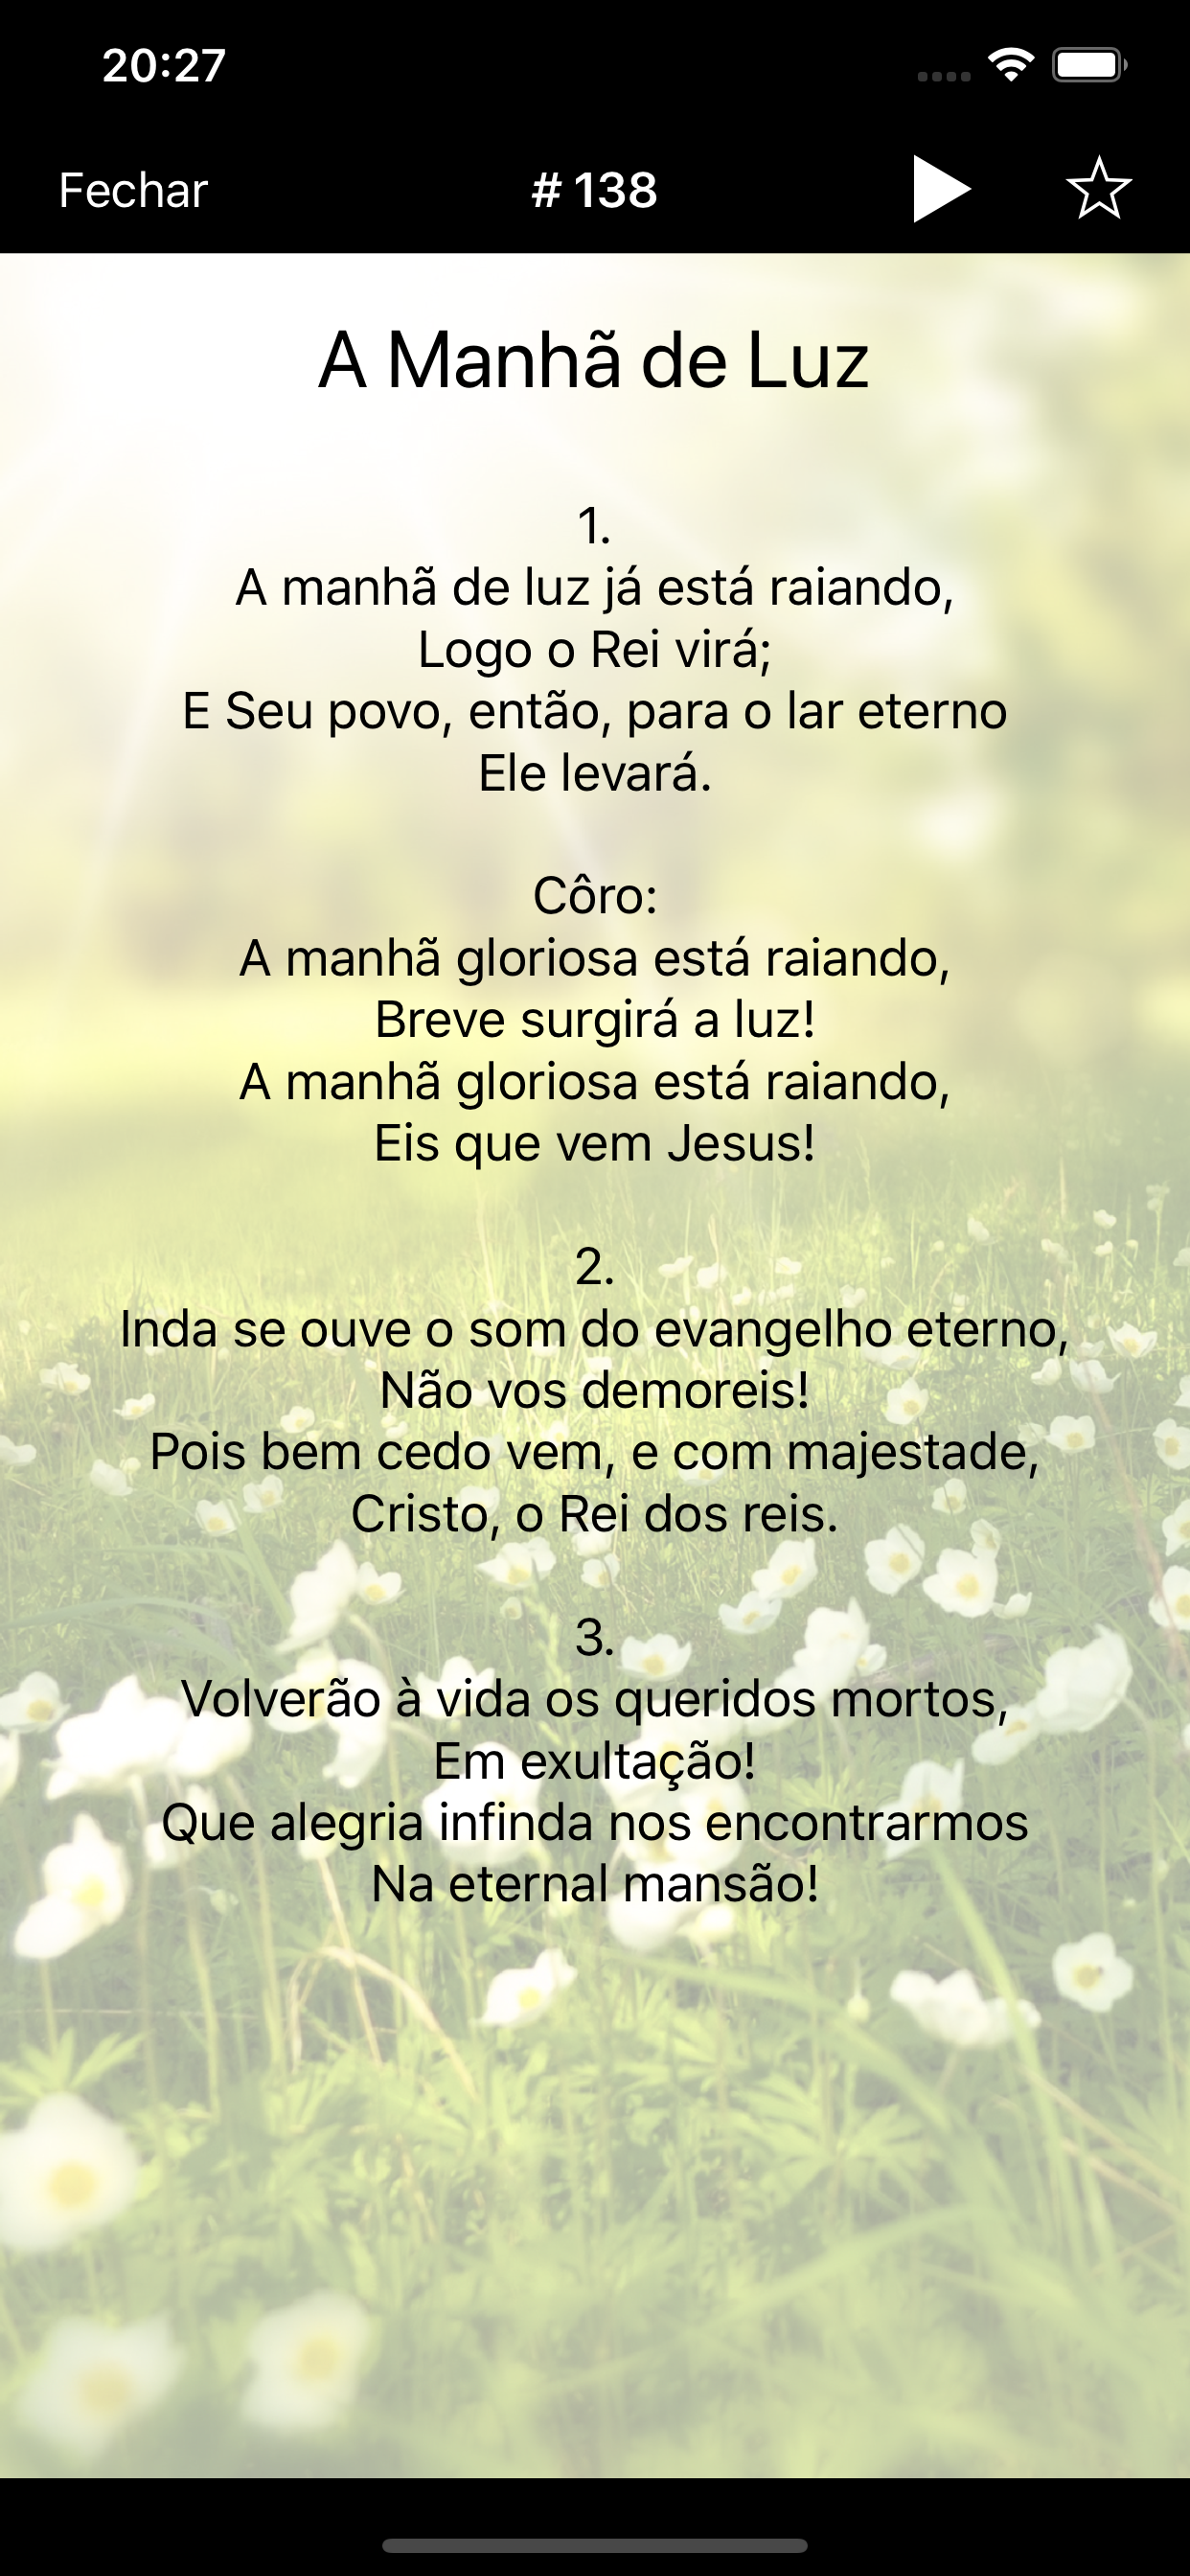 20:27
Fechar
# 138
A Manhã de Luz
1.
A manhã de luz já está raiando,
Logo o Rei virá;
E Seu povo, então, para o lar eterno
Ele levará.
Côro:
A manhã gloriosa está raiando,
Breve surgirá a luz!
A manhã gloriosa está raiando,
Eis que vem Jesus!
2.
Inda se ouve o som do evangelho eterno,
Não vos demoreis!
Pois bem cedo vem, e com majestade,
Cristo, o Rei dos reis.
3.
Volverão à vida os queridos mortos,
Em exultação!
Que alegria infinda nos encontrarmos
Na eternal mansão!